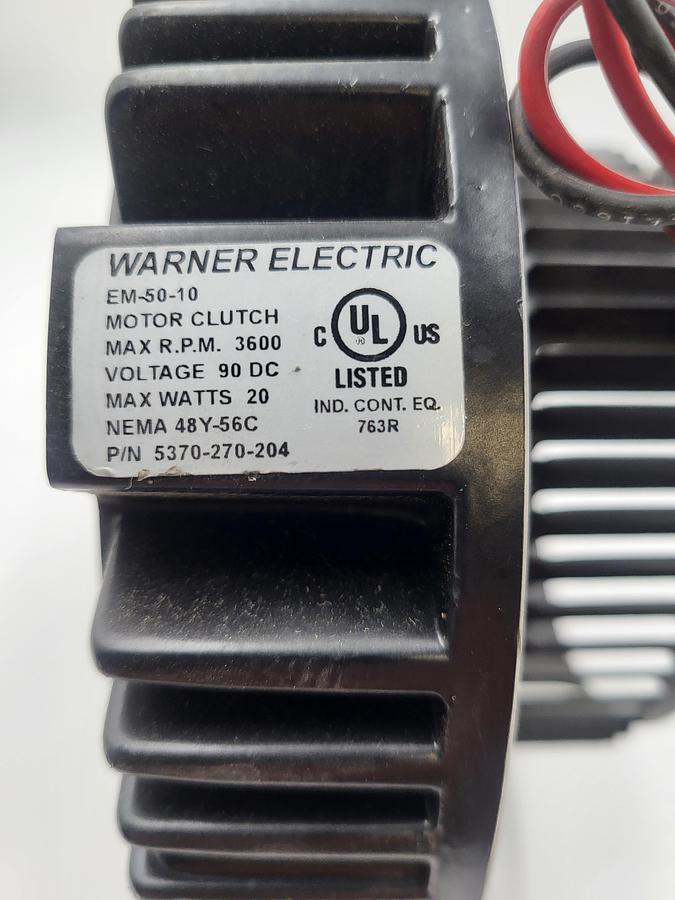 WARNER ELECTRIC
EM-50-10
MOTOR CLUTCH
MAX R.P.M. 3600
VOLTAGE 90 DC
MAX WATTS 20
NEMA 48Y-56C
P/N 5370-270-204
C UL ® US
LISTED
IND. CONT. EQ.
763R